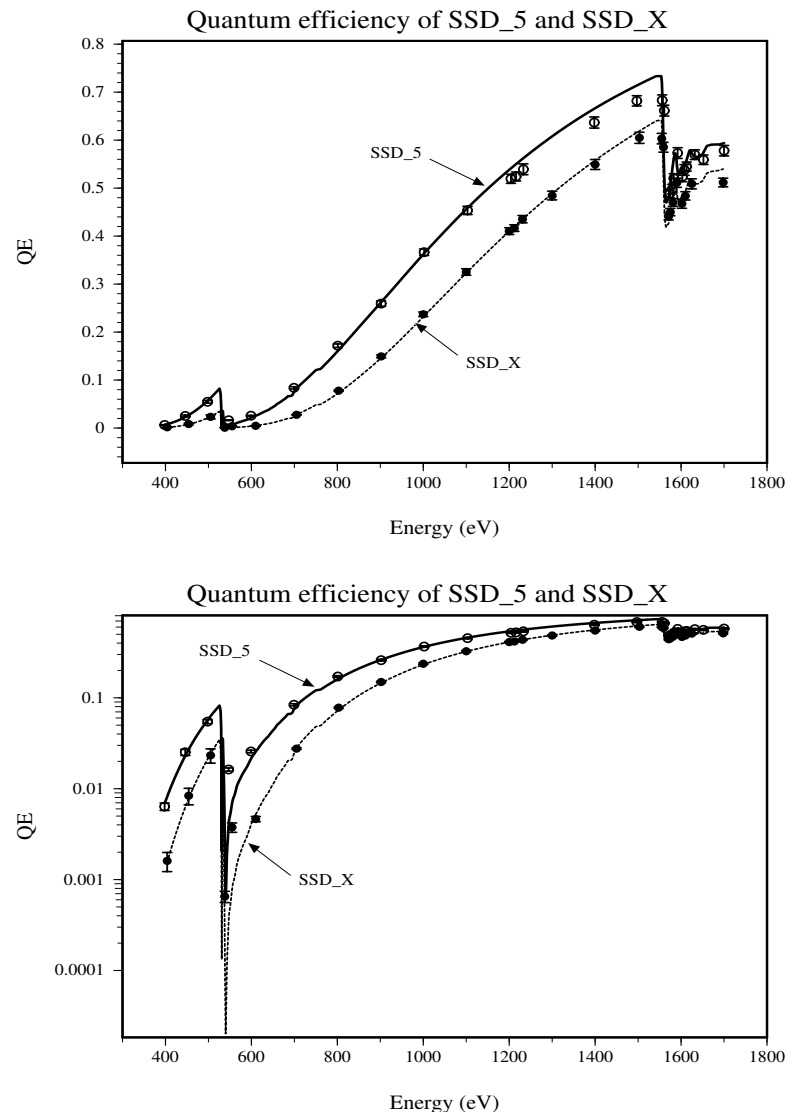 Quantum efficiency of SSD_5 and SSD_X
0.8
0.7
0.6
0.5
0.4
0.3
0.2
0.1
0
QE
SSD_5
SSD_X
400 600 800 1000 1200 1400 1600 1800
Energy (eV)
Quantum efficiency of SSD_5 and SSD_X
0.1
0.01
0.001
0.0001
QE
SSD_5
SSD_X
400 600 800 1000 1200 1400 1600 1800
Energy (eV)